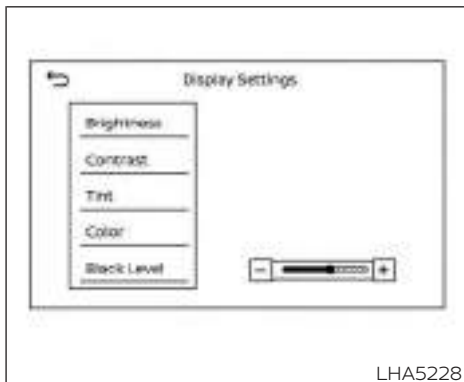 Display Settings
Brightness
Contrast
Tint
Color
Black Level
- +
LHA5228